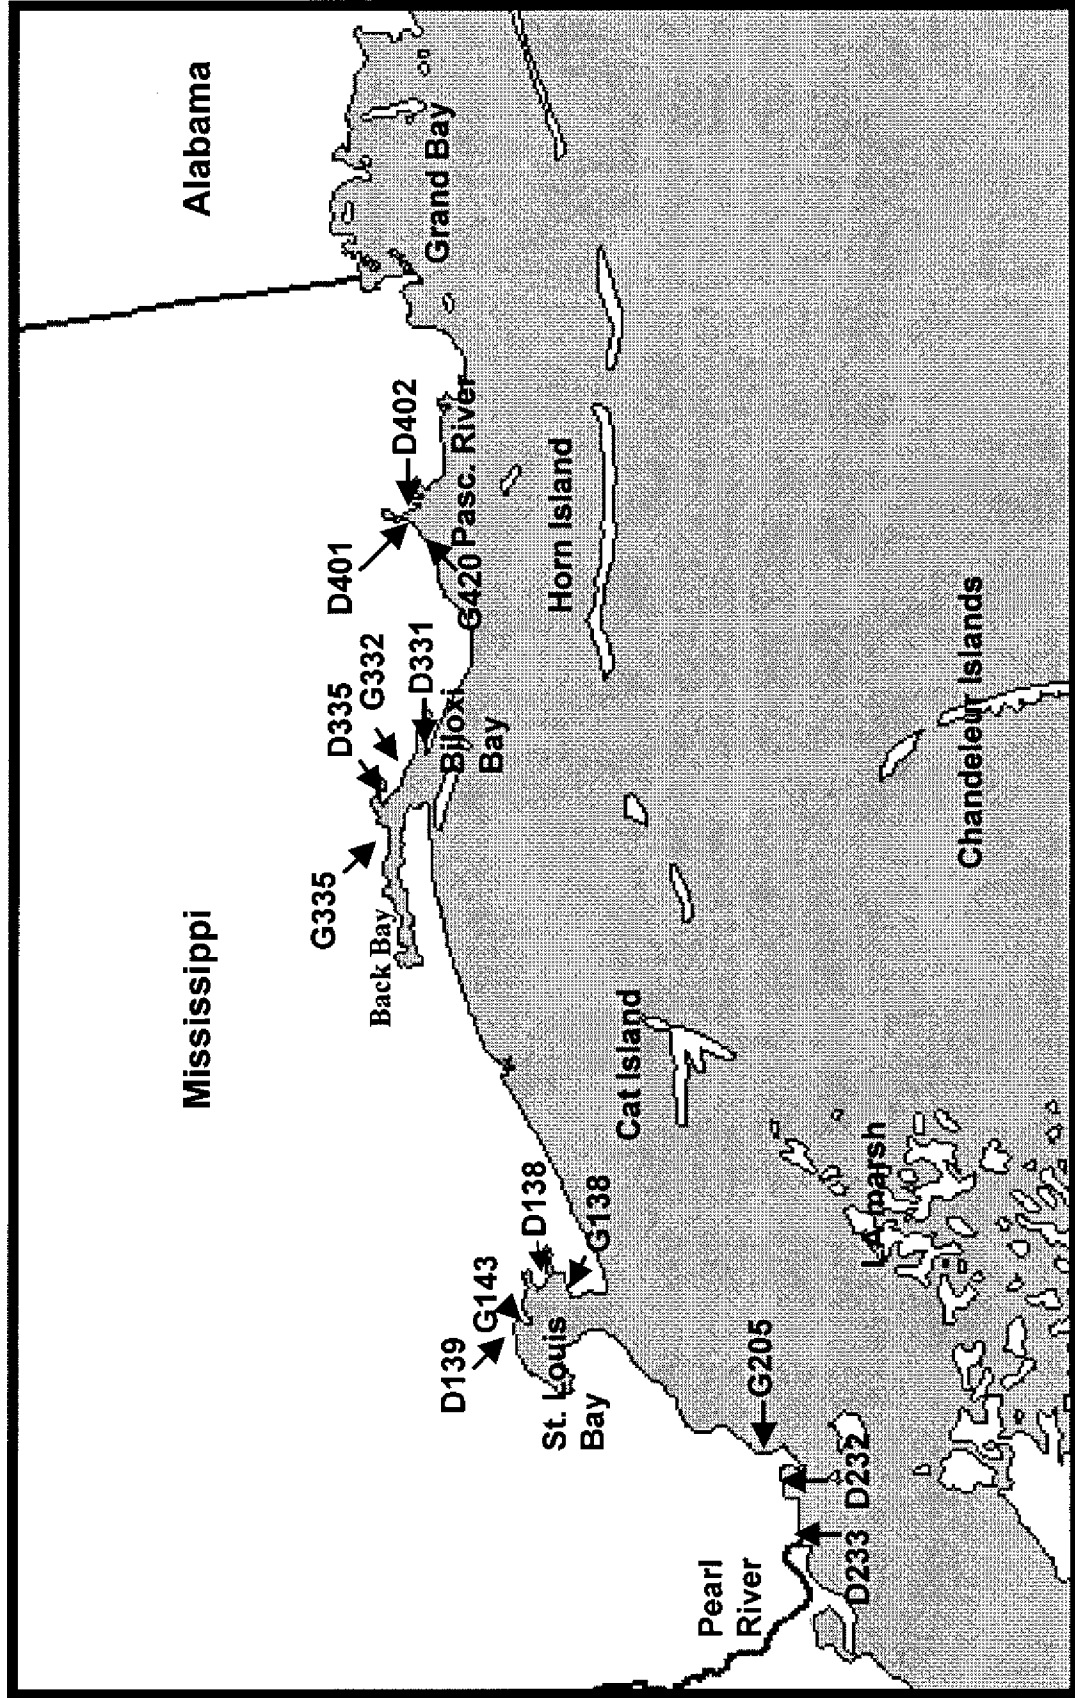 Mississippi
Alabama
G335
D335
G332
D401
D402
Back Bay
D331
Biloxi
Bay
G420
Pasc. River
Grand Bay
D139
G143
D138
G138
St. Louis
Bay
Horn Island
Cat Island
Pearl
River
G205
D233
D232
LA marsh
Chandeleur Islands